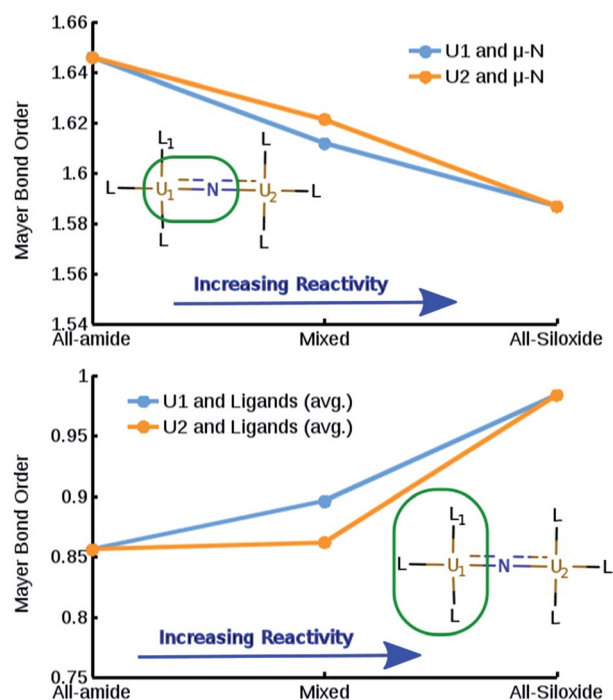 1.66
1.64
1.62
1.6
1.58
1.56
1.54
Mayer Bond Order
U1 and µ-N
U2 and µ-N
L₁ L
L U₁ N U₂ L
L L
Increasing Reactivity
All-amide Mixed All-Siloxide
1
0.95
0.9
0.85
0.8
0.75
Mayer Bond Order
U1 and Ligands (avg.)
U2 and Ligands (avg.)
L₁ L
L U₁ N U₂ L
L L
Increasing Reactivity
All-amide Mixed All-Siloxide